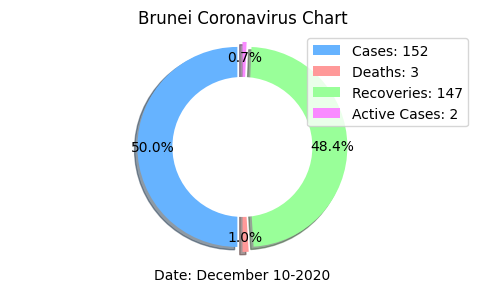 Brunei Coronavirus Chart
Cases: 152
Deaths: 3
Recoveries: 147
Active Cases: 2
0.7%
50.0%
48.4%
1.0%
Date: December 10-2020